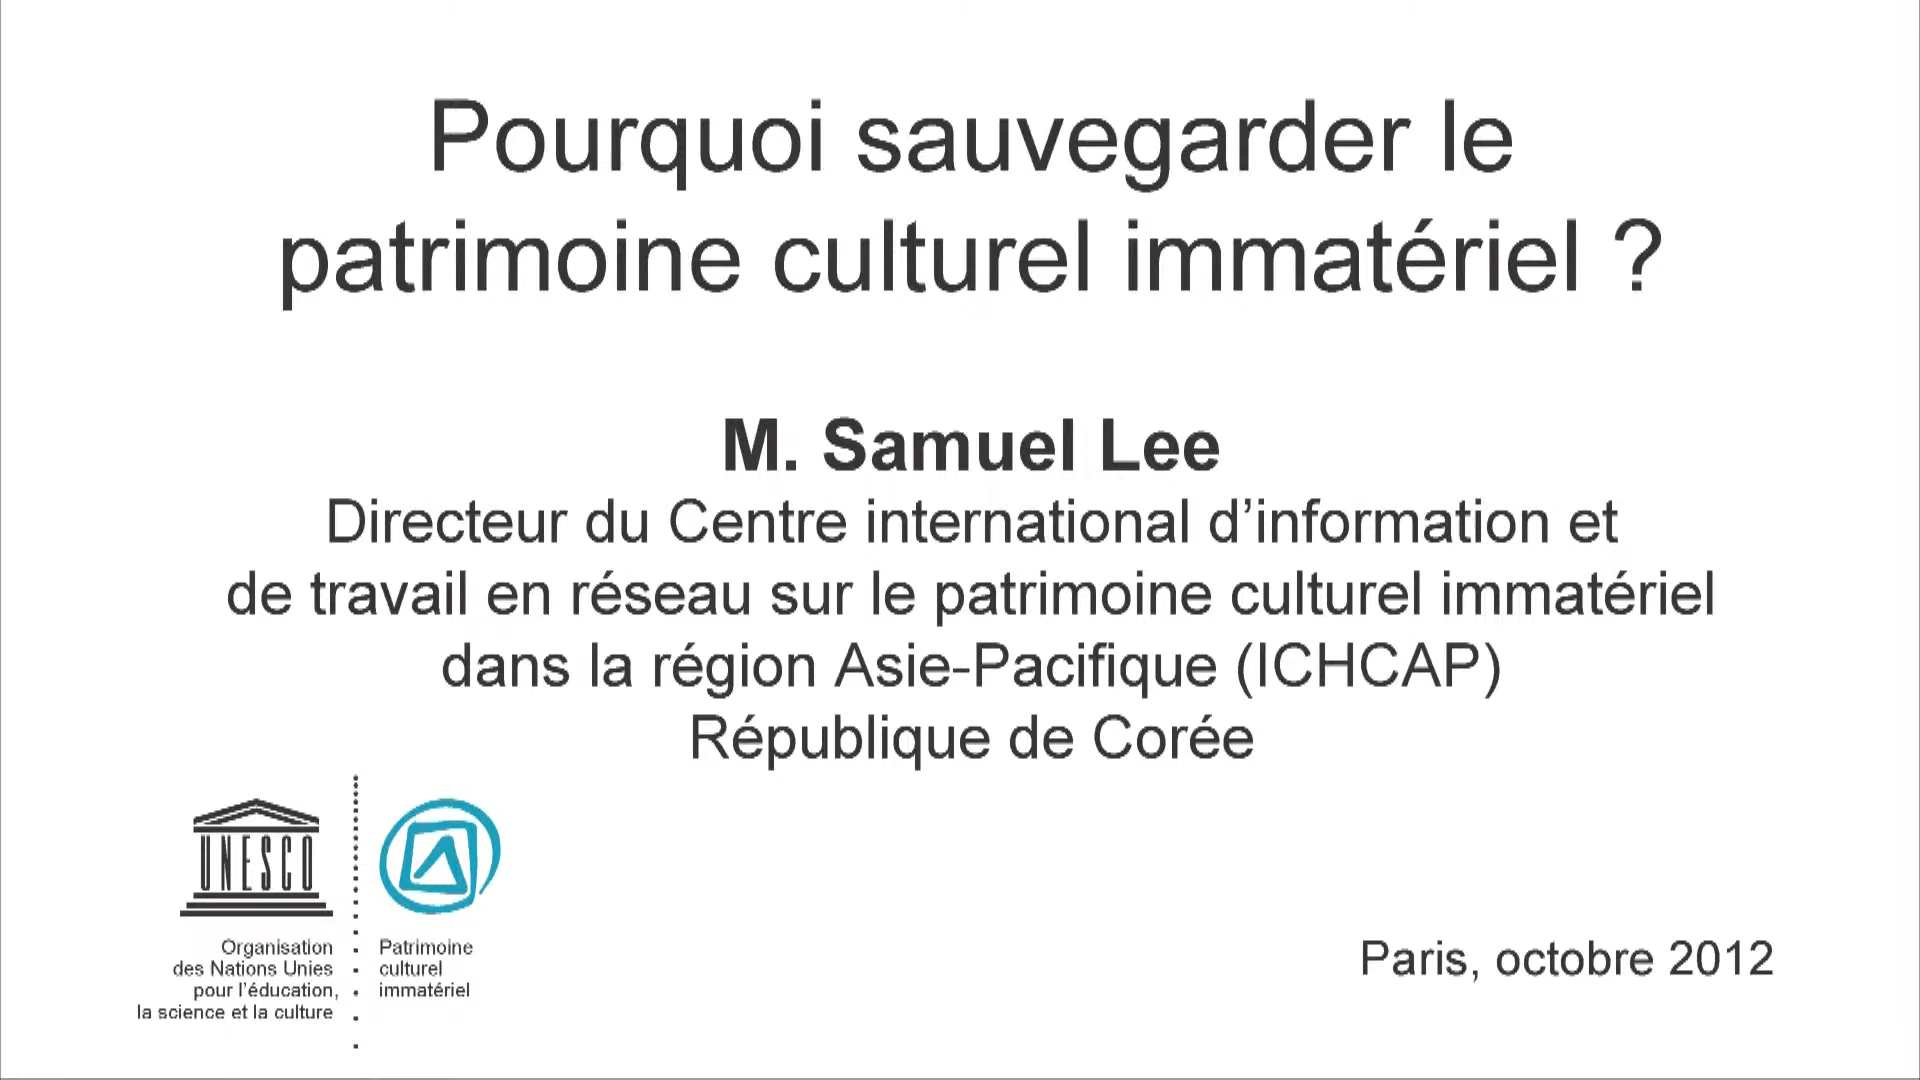 Pourquoi sauvegarder le
patrimoine culturel immatériel ?
M. Samuel Lee
Directeur du Centre international d’information et
de travail en réseau sur le patrimoine culturel immatériel
dans la région Asie-Pacifique (ICHCAP)
République de Corée
UNESCO
Organisation
des Nations Unies
pour l’éducation,
la science et la culture
Patrimoine
culturel
immatériel
Paris, octobre 2012